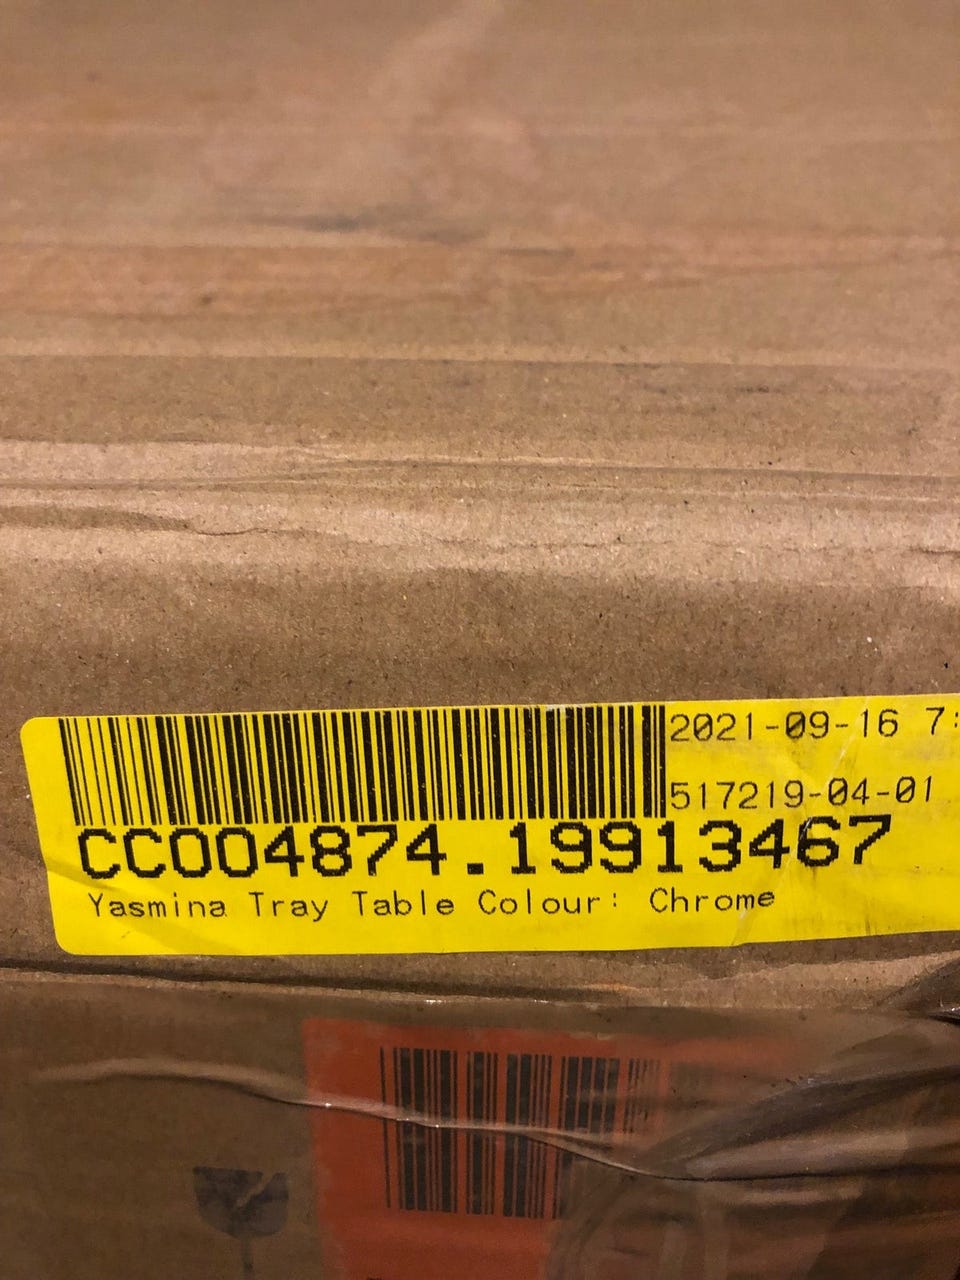 2021-09-16 7:
517219-04-01
CC004874.19913467
Yasmina Tray Table Colour: Chrome